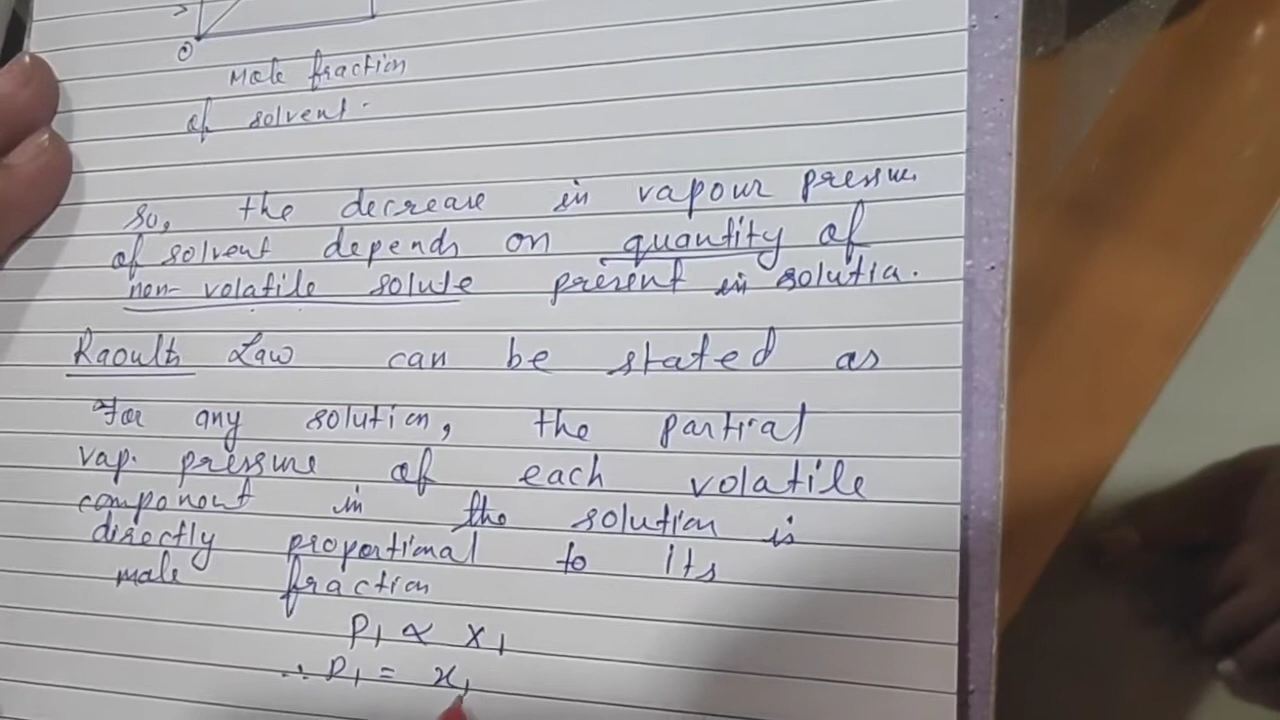 O
Mole fraction
of solvent.
so, the decrease in vapour pressure
of solvent depends on quantity of
non-volatile solute present in solution.
Raoults Law can be stated as
For any solution, the partial
vap. pressure of each volatile
component in the solution is
directly proportional to its
mole fraction
P₁ ∝ X₁
∴ P₁ = x₁